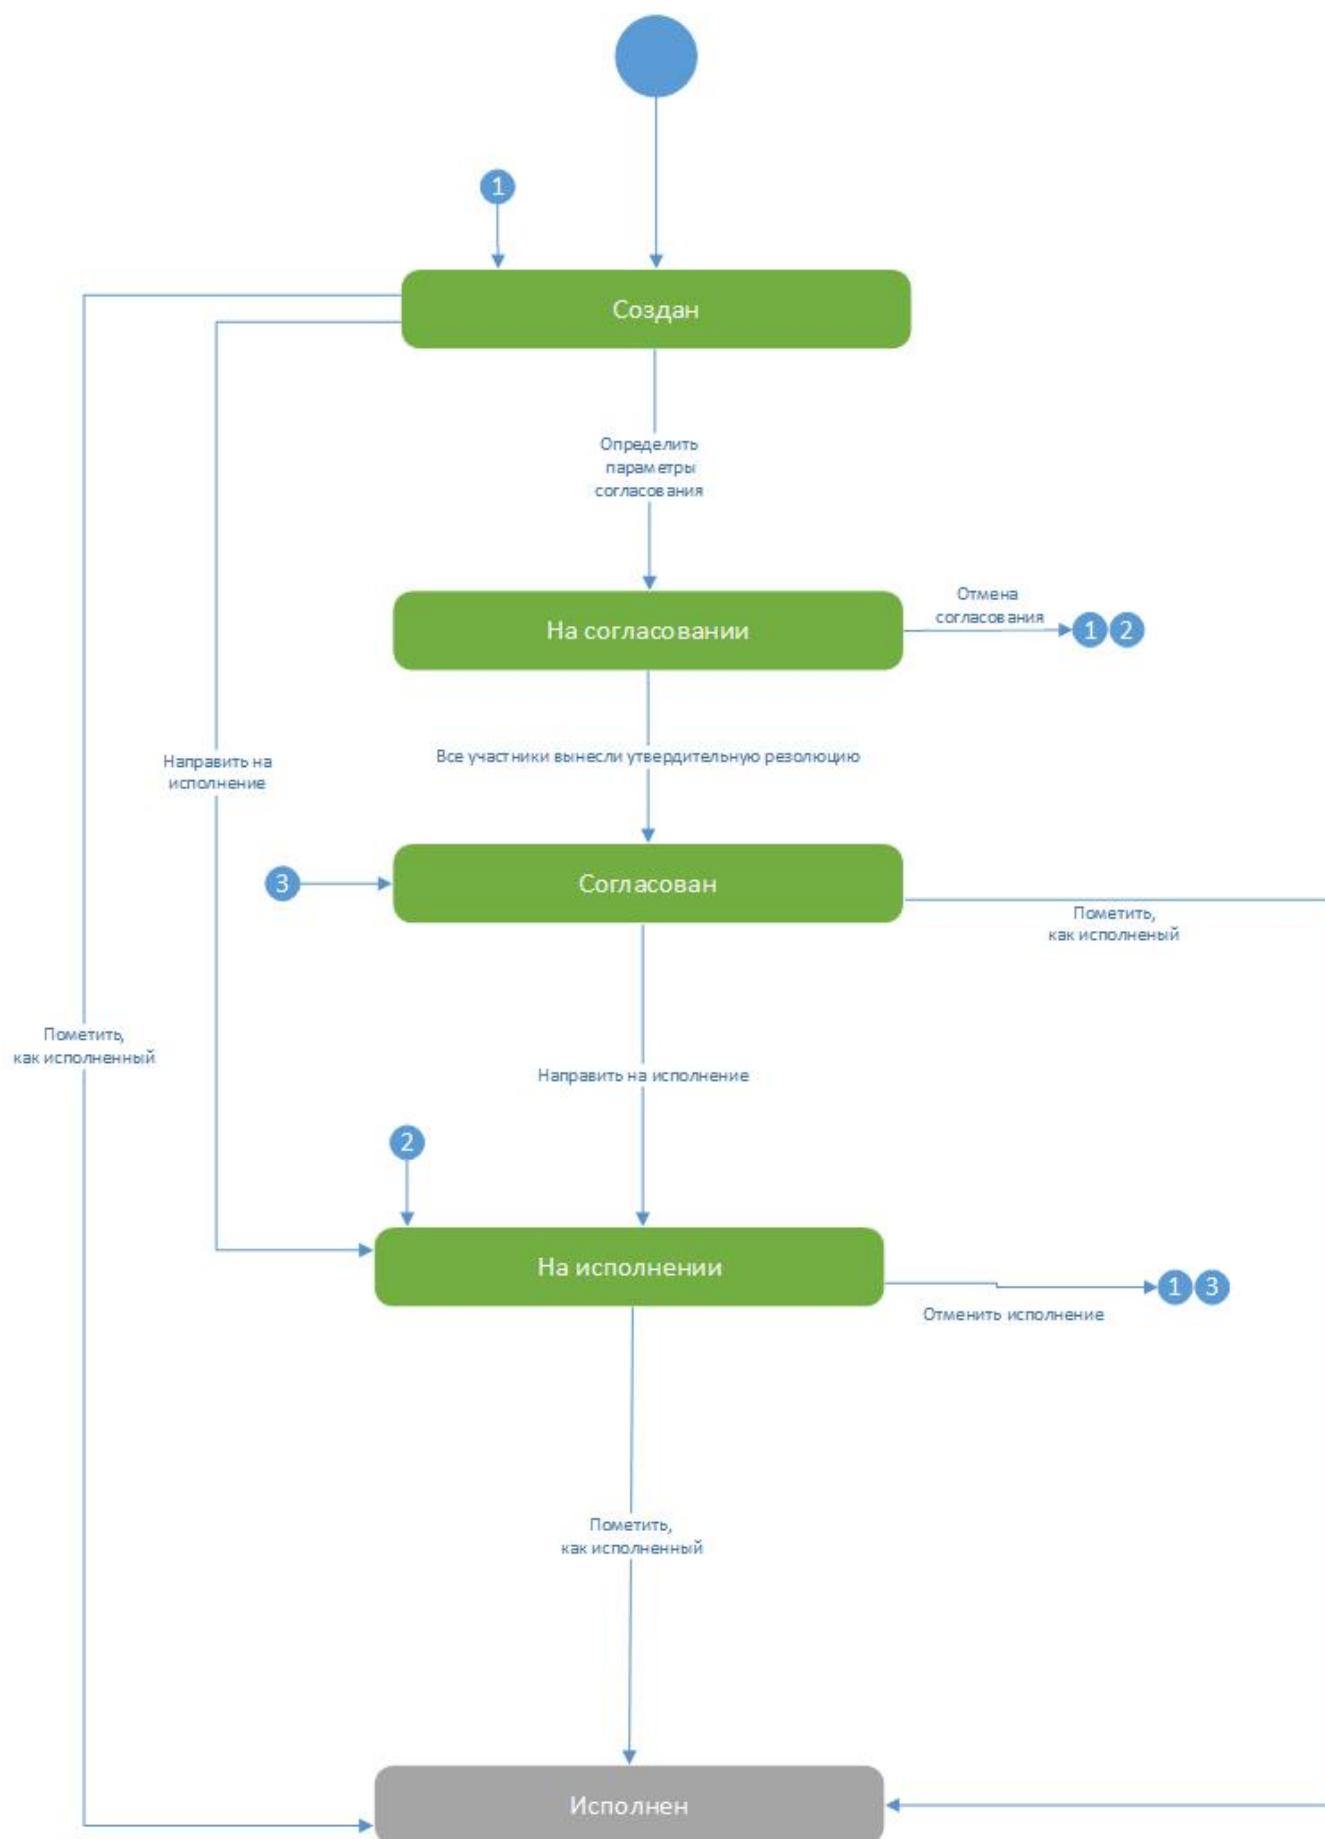 1
Создан
Определить
параметры
согласования
На согласовании
Отмена
согласования
1 2
Все участники вынесли утвердительную резолюцию
Направить на
исполнение
3
Согласован
Пометить,
как исполненый
Пометить,
как исполненный
Направить на исполнение
2
На исполнении
1 3
Отменить исполнение
Пометить,
как исполненный
Исполнен